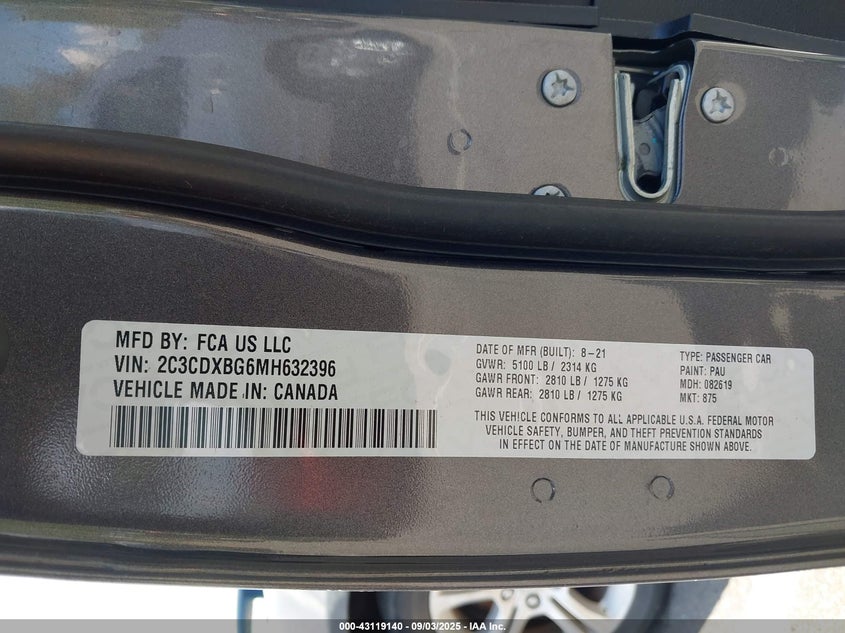 MFD BY: FCA US LLC
VIN: 2C3CDXBG6MH632396
VEHICLE MADE IN: CANADA
DATE OF MFR (BUILT): 8-21
GVWR: 5100 LB / 2314 KG
GAWR FRONT: 2810 LB / 1275 KG
GAWR REAR: 2810 LB / 1275 KG
TYPE: PASSENGER CAR
PAINT: PAU
MDH: 082619
MKT: 875
THIS VEHICLE CONFORMS TO ALL APPLICABLE U.S.A. FEDERAL MOTOR
VEHICLE SAFETY, BUMPER, AND THEFT PREVENTION STANDARDS
IN EFFECT ON THE DATE OF MANUFACTURE SHOWN ABOVE.
000-43119140 - 09/03/2025 - IAA Inc.